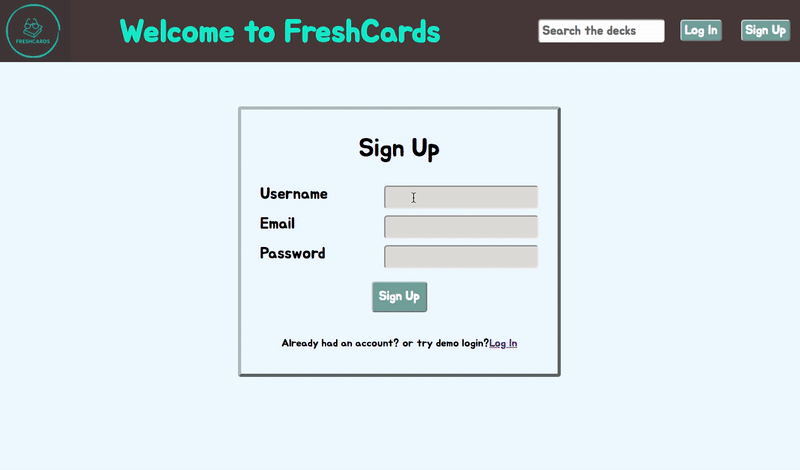 FRESHCARDS
Welcome to FreshCards
Search the decks
Log In
Sign Up
Sign Up
Username
Email
Password
Sign Up
Already had an account? or try demo login?Log In